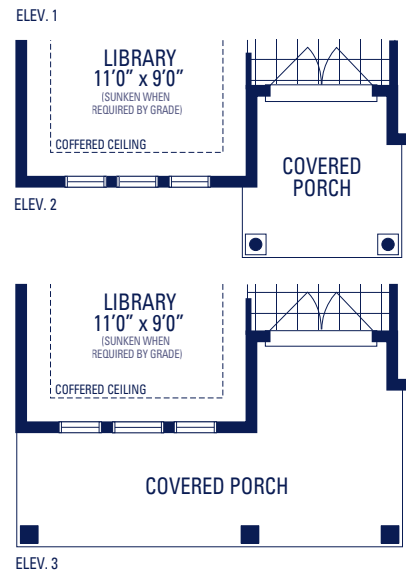 ELEV. 1
LIBRARY
11'0" x 9'0"
(SUNKEN WHEN
REQUIRED BY GRADE)
COFFERED CEILING
COVERED
PORCH
ELEV. 2
LIBRARY
11'0" x 9'0"
(SUNKEN WHEN
REQUIRED BY GRADE)
COFFERED CEILING
COVERED PORCH
ELEV. 3